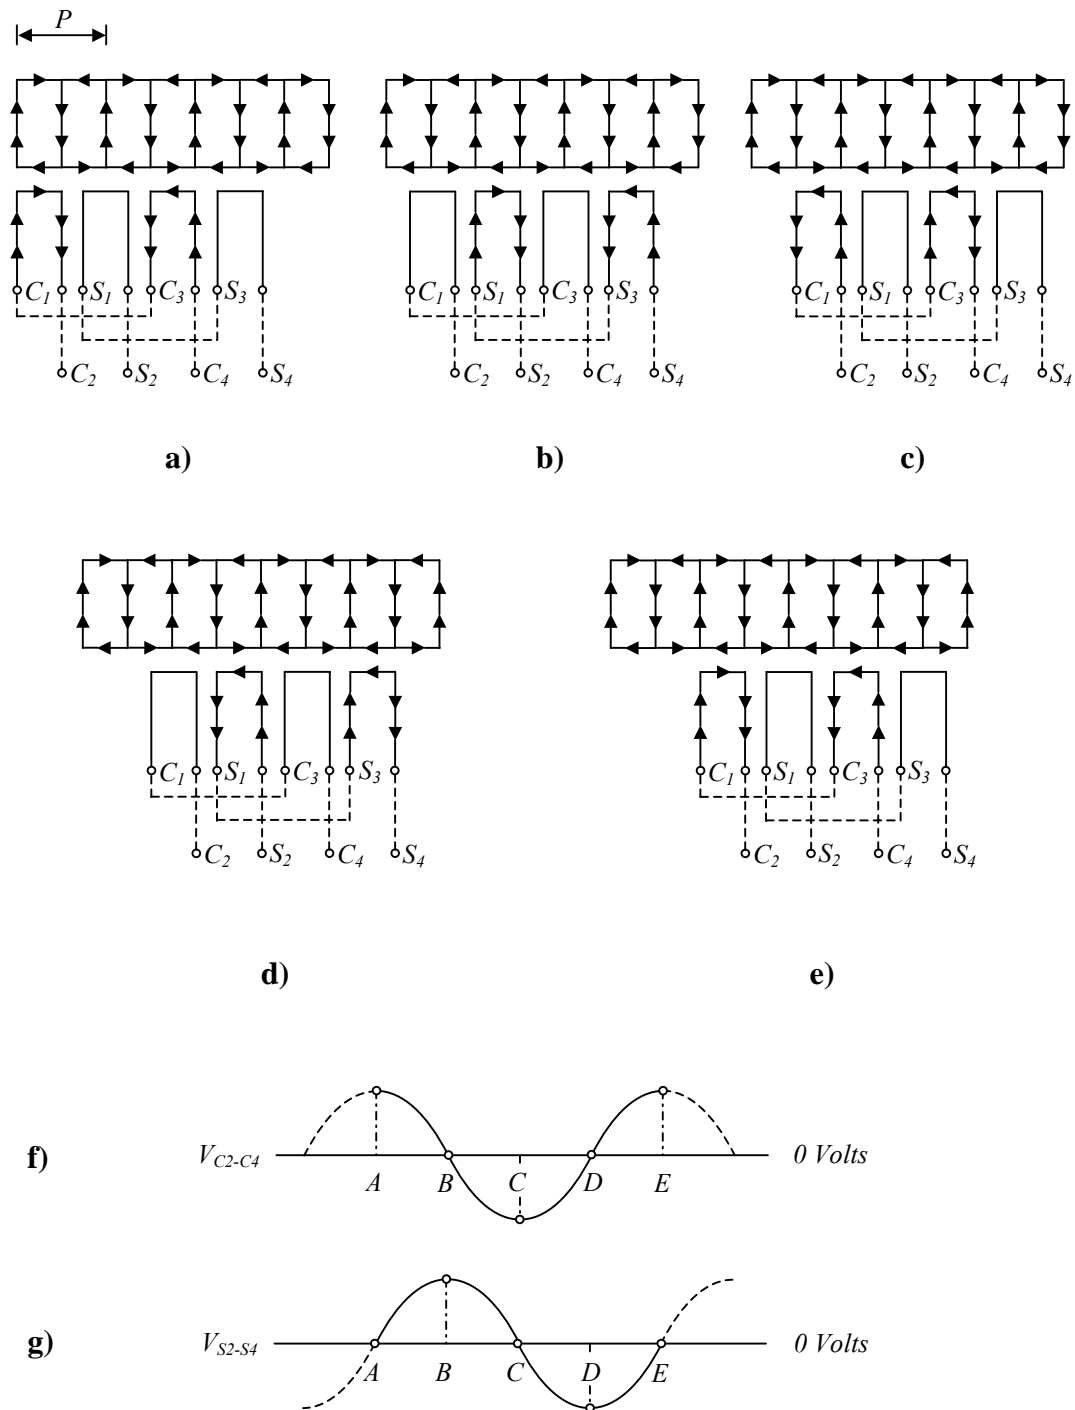 P
C1 S1 C3 S3
C2 S2 C4 S4
a)
C1 S1 C3 S3
C2 S2 C4 S4
b)
C1 S1 C3 S3
C2 S2 C4 S4
c)
C1 S1 C3 S3
C2 S2 C4 S4
d)
C1 S1 C3 S3
C2 S2 C4 S4
e)
f) VC2-C4 A B C D E 0 Volts
g) VS2-S4 A B C D E 0 Volts